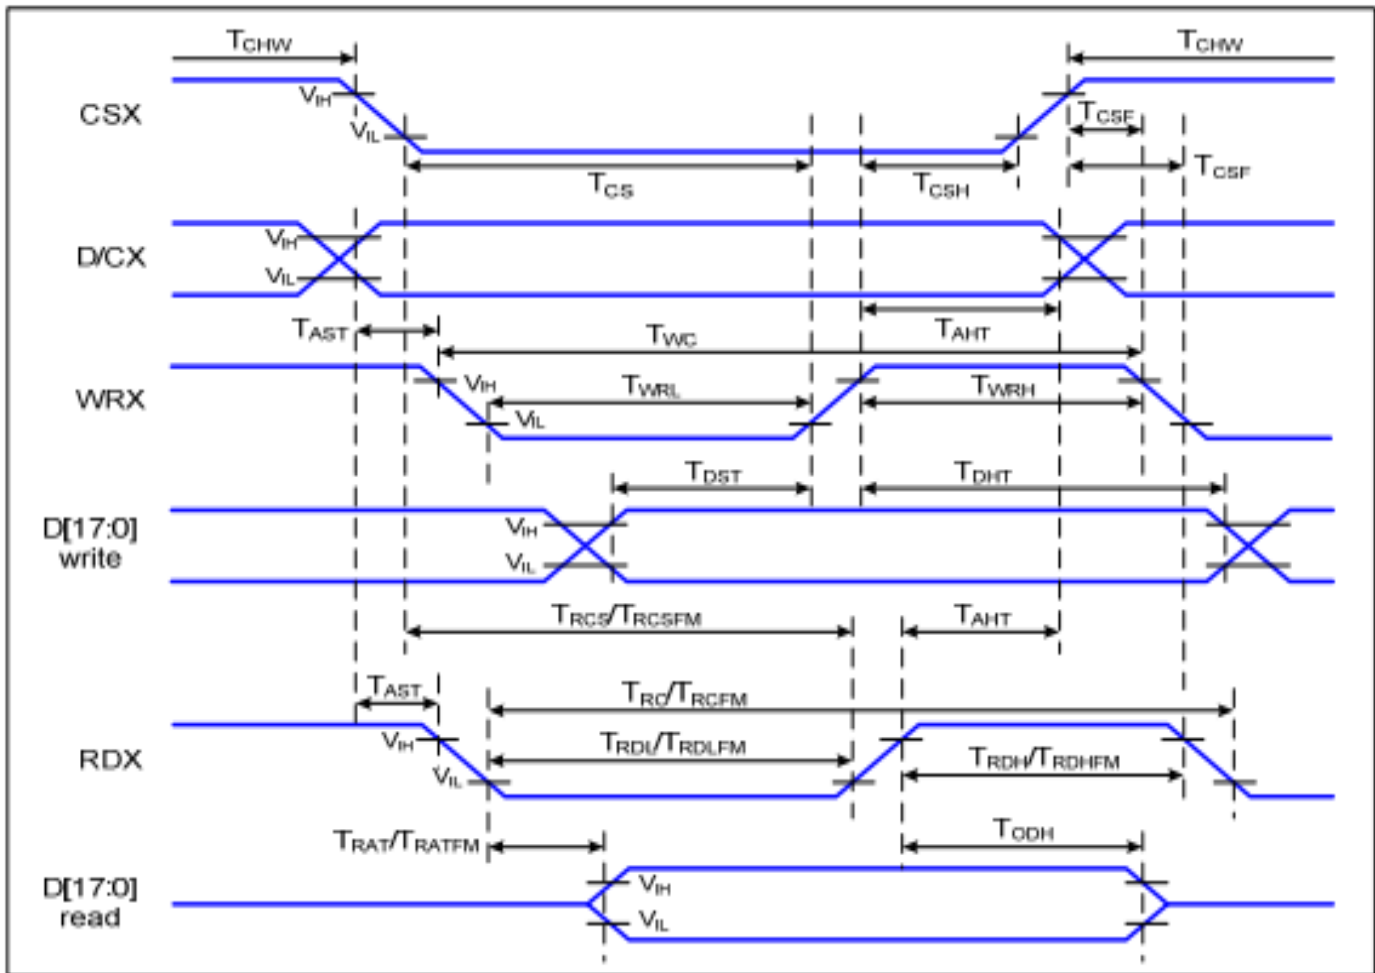 TCHW TCHW
VIH
CSX TCSF
VIL
TCSF
TCS TCSH
VIH
D/CX
VIL
TAST TWC TAHT
VIH TWRL TWRH
WRX
VIL
TDST TDHT
D[17:0] VIH
write VIL
TRCS/TRCSFM TAHT
TAST TRC/TRCFM
VIH TRDL/TRDLFM
RDX TRDH/TRDHFM
VIL
TRAT/TRATFM TODH
D[17:0] VIH
read VIL